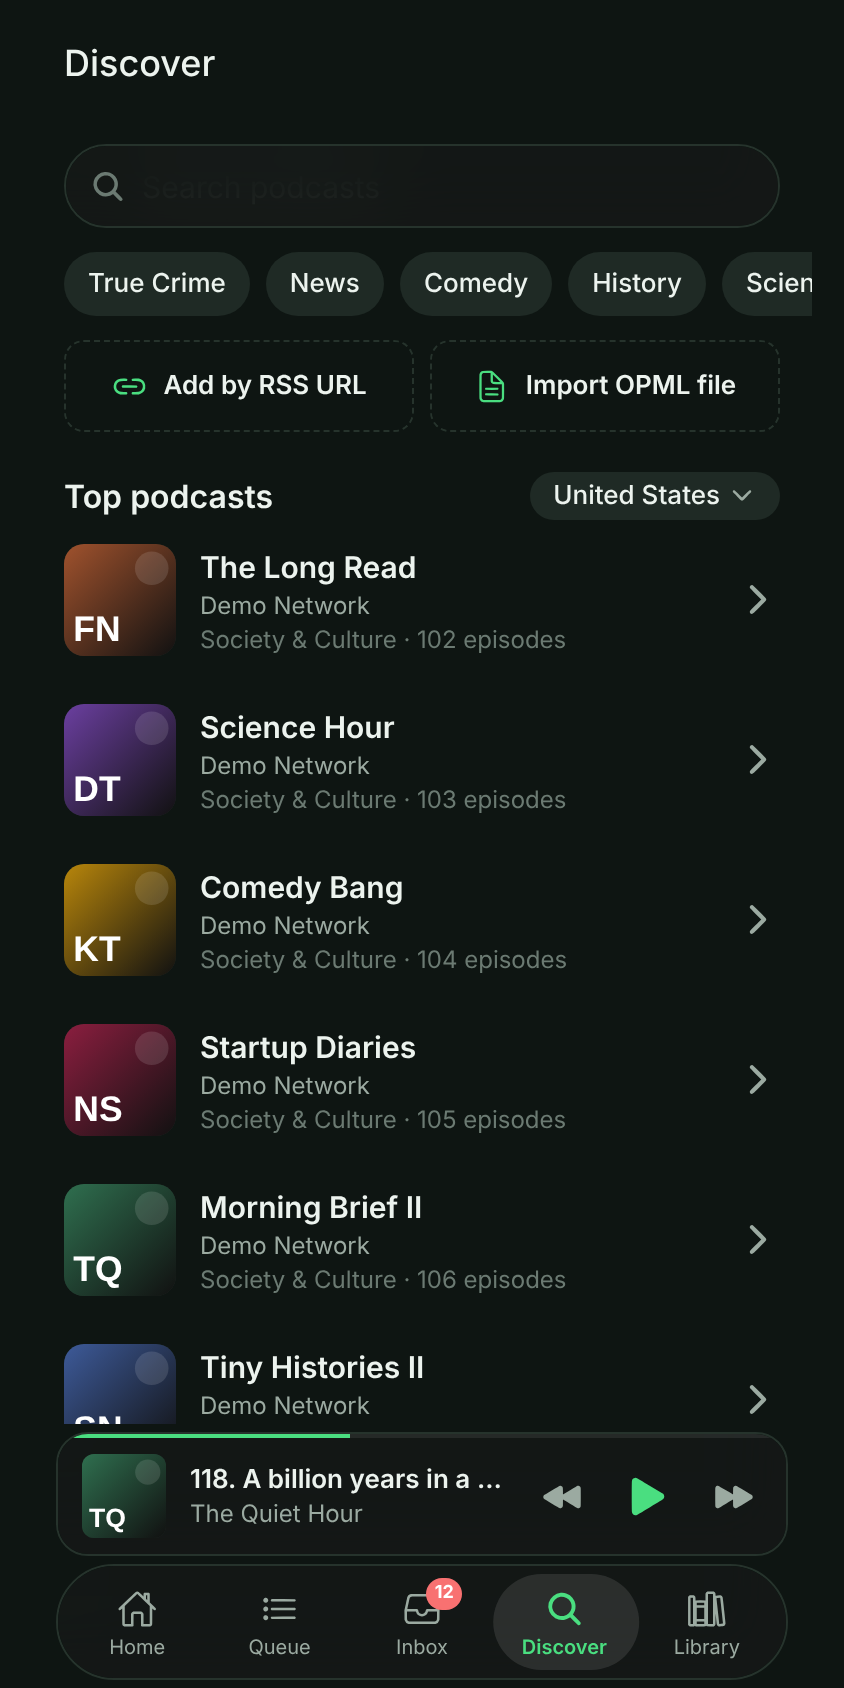 Discover
Search podcasts
True Crime
News
Comedy
History
Scien
Add by RSS URL
Import OPML file
Top podcasts
United States
FN
The Long Read
Demo Network
Society & Culture · 102 episodes
DT
Science Hour
Demo Network
Society & Culture · 103 episodes
KT
Comedy Bang
Demo Network
Society & Culture · 104 episodes
NS
Startup Diaries
Demo Network
Society & Culture · 105 episodes
TQ
Morning Brief II
Demo Network
Society & Culture · 106 episodes
SN
Tiny Histories II
Demo Network
TQ
118. A billion years in a ...
The Quiet Hour
Home
Queue
12
Inbox
Discover
Library